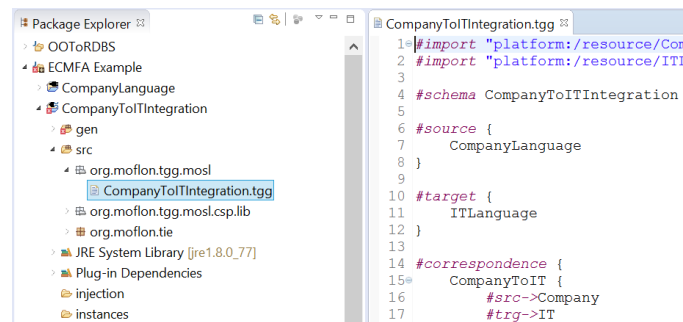 Package Explorer
OOToRDBS
ECMFA Example
CompanyLanguage
CompanyToITIntegration
gen
src
org.moflon.tgg.mosl
CompanyToITIntegration.tgg
org.moflon.tgg.mosl.csp.lib
org.moflon.tie
JRE System Library [jre1.8.0_77]
Plug-in Dependencies
injection
instances
CompanyToITIntegration.tgg
1 #import "platform:/resource/Com
2 #import "platform:/resource/ITL
3
4 #schema CompanyToITIntegration
5
6 #source {
7 CompanyLanguage
8 }
9
10 #target {
11 ITLanguage
12 }
13
14 #correspondence {
15 CompanyToIT {
16 #src->Company
17 #trg->IT